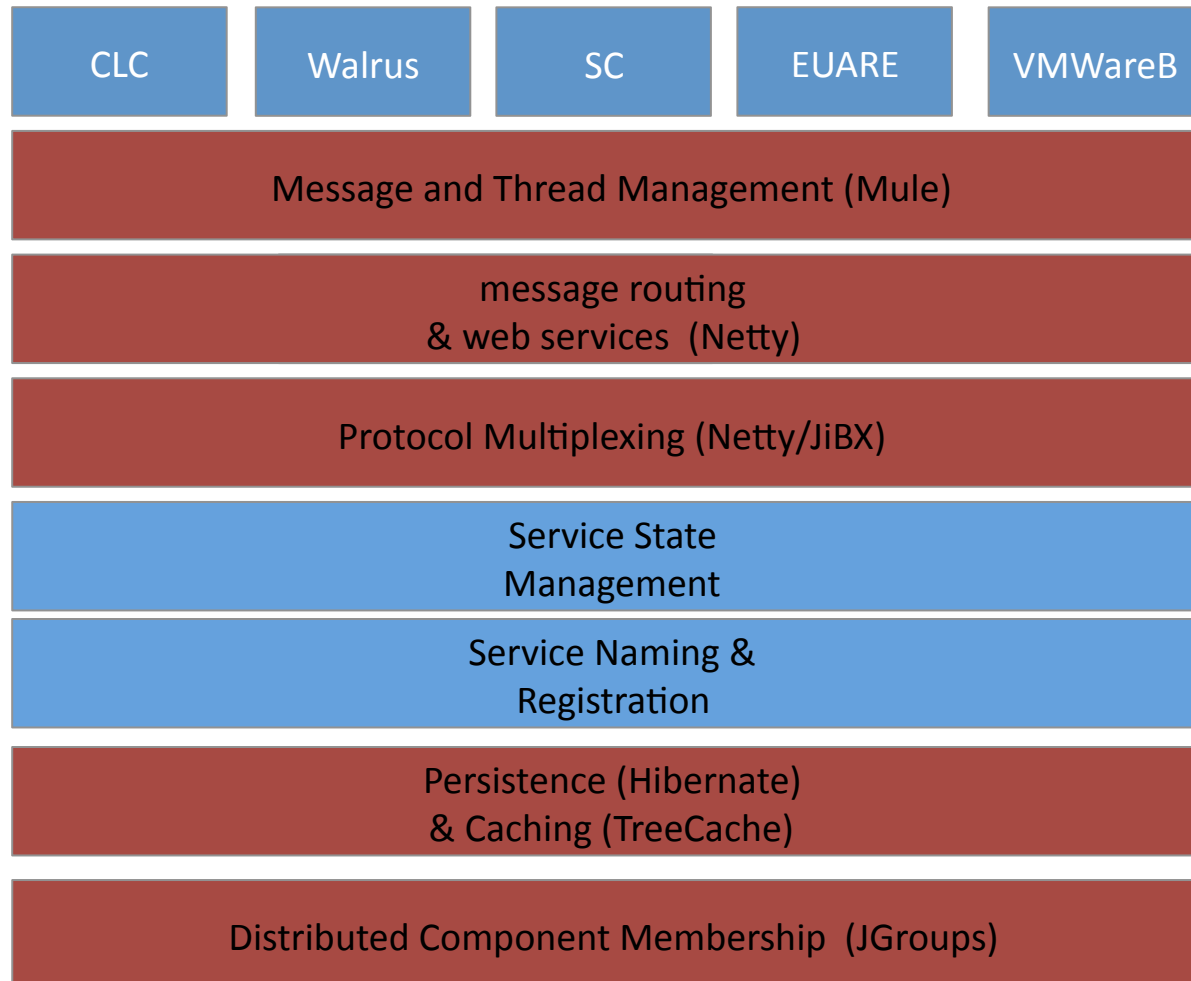 CLC
Walrus
SC
EUARE
VMWareB
Message and Thread Management (Mule)
message routing
& web services (Netty)
Protocol Multiplexing (Netty/JiBX)
Service State
Management
Service Naming &
Registration
Persistence (Hibernate)
& Caching (TreeCache)
Distributed Component Membership (JGroups)